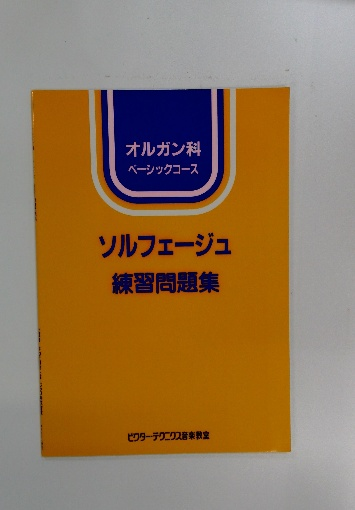 オルガン科
ベーシックコース
ソルフェージュ
練習問題集
ビクター・テクニクス音楽教室